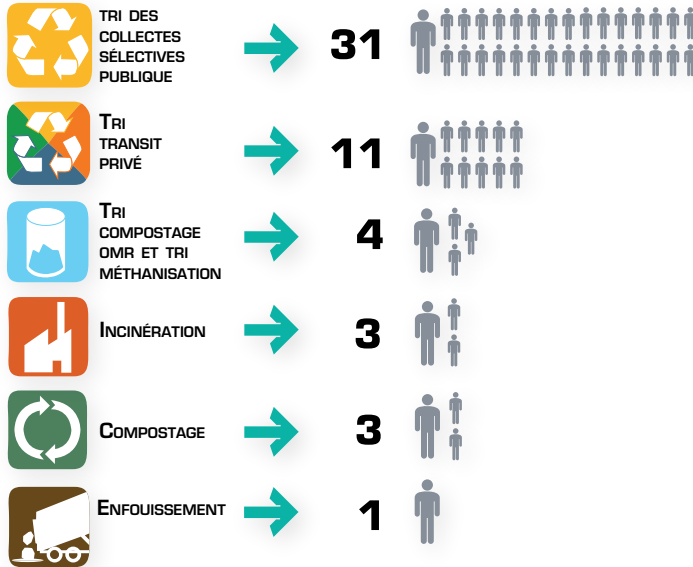 TRI DES
COLLECTES
SÉLECTIVES
PUBLIQUE
31
TRI
TRANSIT
PRIVÉ
11
TRI
COMPOSTAGE
OMR ET TRI
MÉTHANISATION
4
INCINÉRATION
3
COMPOSTAGE
3
ENFOUISSEMENT
1